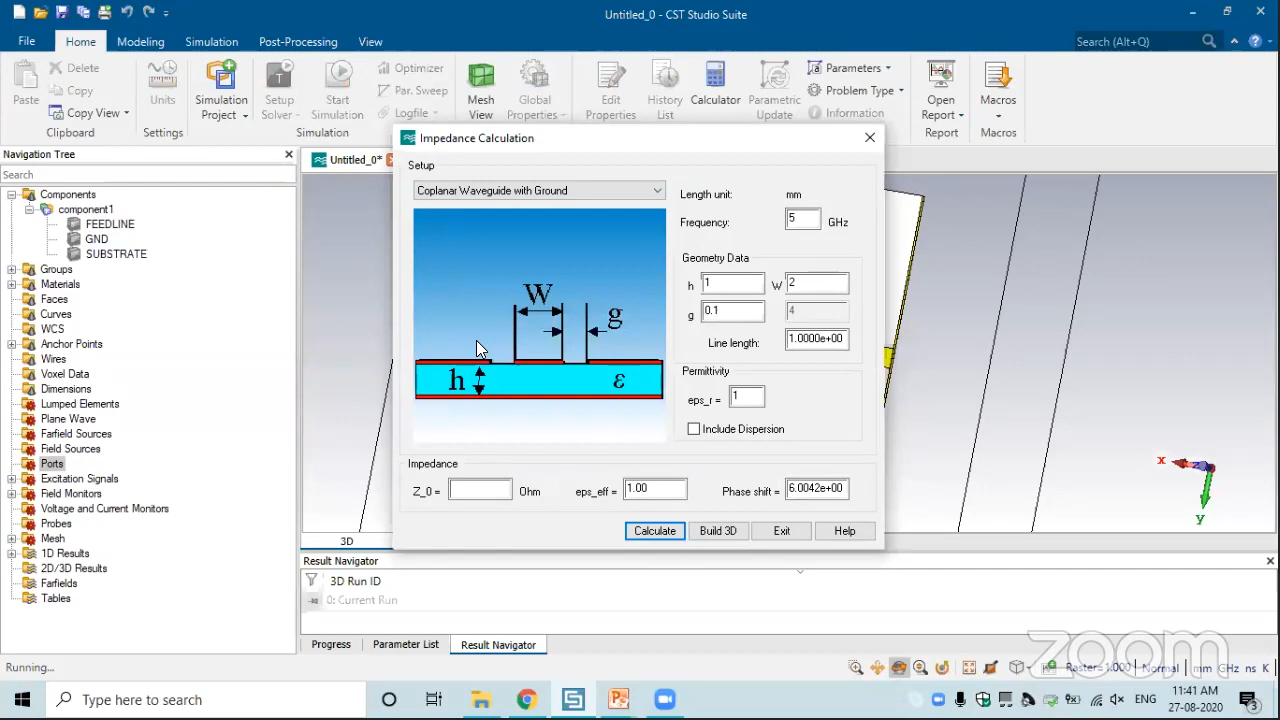 Untitled_0 - CST Studio Suite
File Home Modeling Simulation Post-Processing View Search (Alt+Q)
Paste Delete Copy Copy View
Clipboard
Units
Settings
Simulation Project Setup Solver Start Simulation Optimizer Par. Sweep Logfile
Simulation
Mesh View Global Properties
Edit Properties History List Calculator Parametric Update Parameters Problem Type Information
Open Report
Report
Macros
Macros
Navigation Tree
Search
Components
component1
FEEDLINE
GND
SUBSTRATE
Groups
Materials
Faces
Curves
WCS
Anchor Points
Wires
Voxel Data
Dimensions
Lumped Elements
Plane Wave
Farfield Sources
Field Sources
Ports
Excitation Signals
Field Monitors
Voltage and Current Monitors
Probes
Mesh
1D Results
2D/3D Results
Farfields
Tables
Untitled_0*
Impedance Calculation
Setup
Coplanar Waveguide with Ground
W
g
h ε
Length unit: mm
Frequency: 5 GHz
Geometry Data
h 1 W 2
g 0.1 4
Line length: 1.0000e+00
Permittivity
eps_r = 1
Include Dispersion
Impedance
Z_0 = Ohm eps_eff = 1.00 Phase shift = 6.0042e+00
Calculate Build 3D Exit Help
x
y
3D
Result Navigator
3D Run ID
0: Current Run
Progress Parameter List Result Navigator
zoom
Running...
Raster=1.000 Normal mm GHz ns K
Type here to search
ENG
11:41 AM
27-08-2020
3